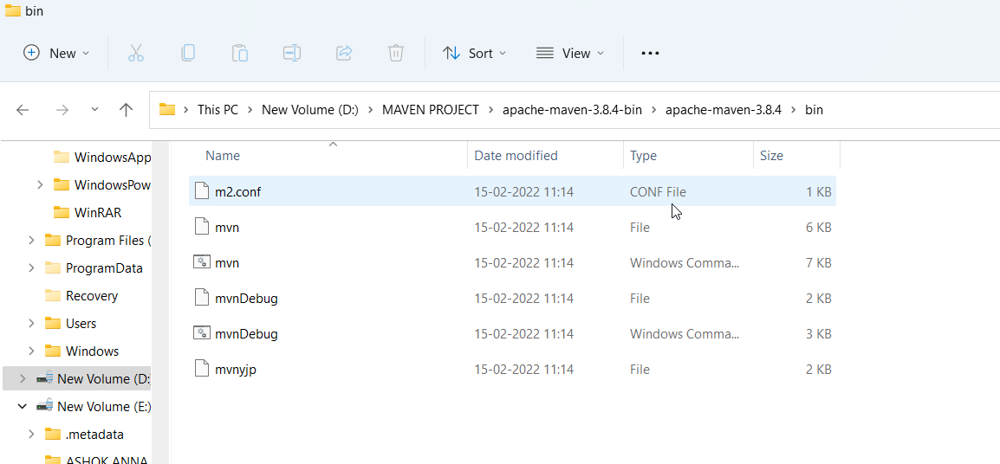 bin
New Sort View
This PC New Volume (D:) MAVEN PROJECT apache-maven-3.8.4-bin apache-maven-3.8.4 bin
WindowsApp
WindowsPow
WinRAR
Program Files (
ProgramData
Recovery
Users
Windows
New Volume (D:
New Volume (E:)
.metadata
ASHOK ANNA
Name Date modified Type Size
m2.conf 15-02-2022 11:14 CONF File 1 KB
mvn 15-02-2022 11:14 File 6 KB
mvn 15-02-2022 11:14 Windows Comma... 7 KB
mvnDebug 15-02-2022 11:14 File 2 KB
mvnDebug 15-02-2022 11:14 Windows Comma... 3 KB
mvnyjp 15-02-2022 11:14 File 2 KB